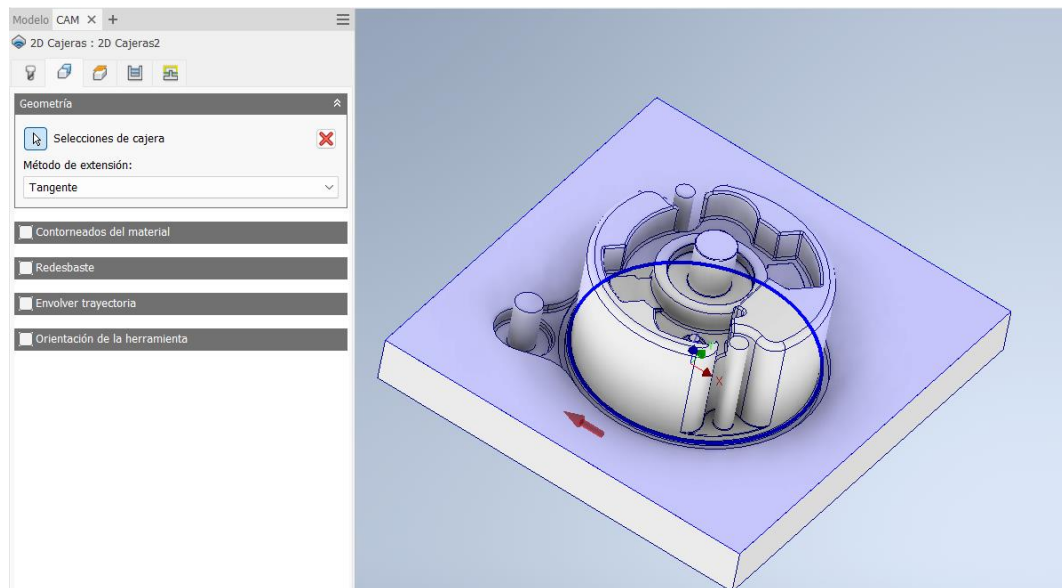 Modelo CAM × +
2D Cajeras : 2D Cajeras2
Geometría
Selecciones de cajera
Método de extensión:
Tangente
Contorneados del material
Redesbaste
Envolver trayectoria
Orientación de la herramienta
X